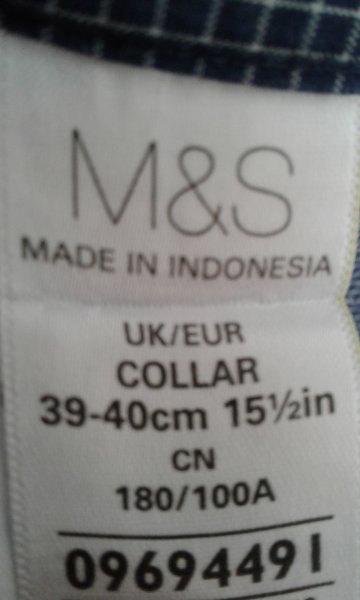 M&S
MADE IN INDONESIA
UK/EUR
COLLAR
39-40cm 15½in
CN
180/100A
09694491